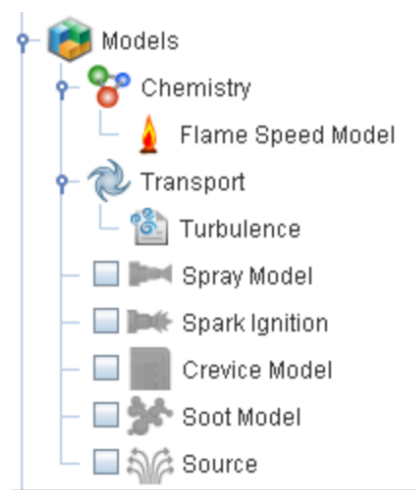 Models
Chemistry
Flame Speed Model
Transport
Turbulence
Spray Model
Spark Ignition
Crevice Model
Soot Model
Source